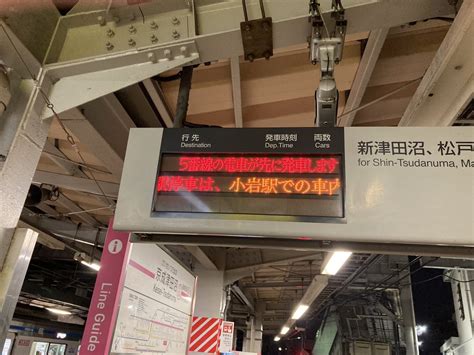 行先
Destination
発車時刻
Dep.Time
両数
Cars
新津田沼、松戸
for Shin-Tsudanuma, Ma
5番線の電車が先に発車します
停車は、小岩駅での車内
i
Line Guide